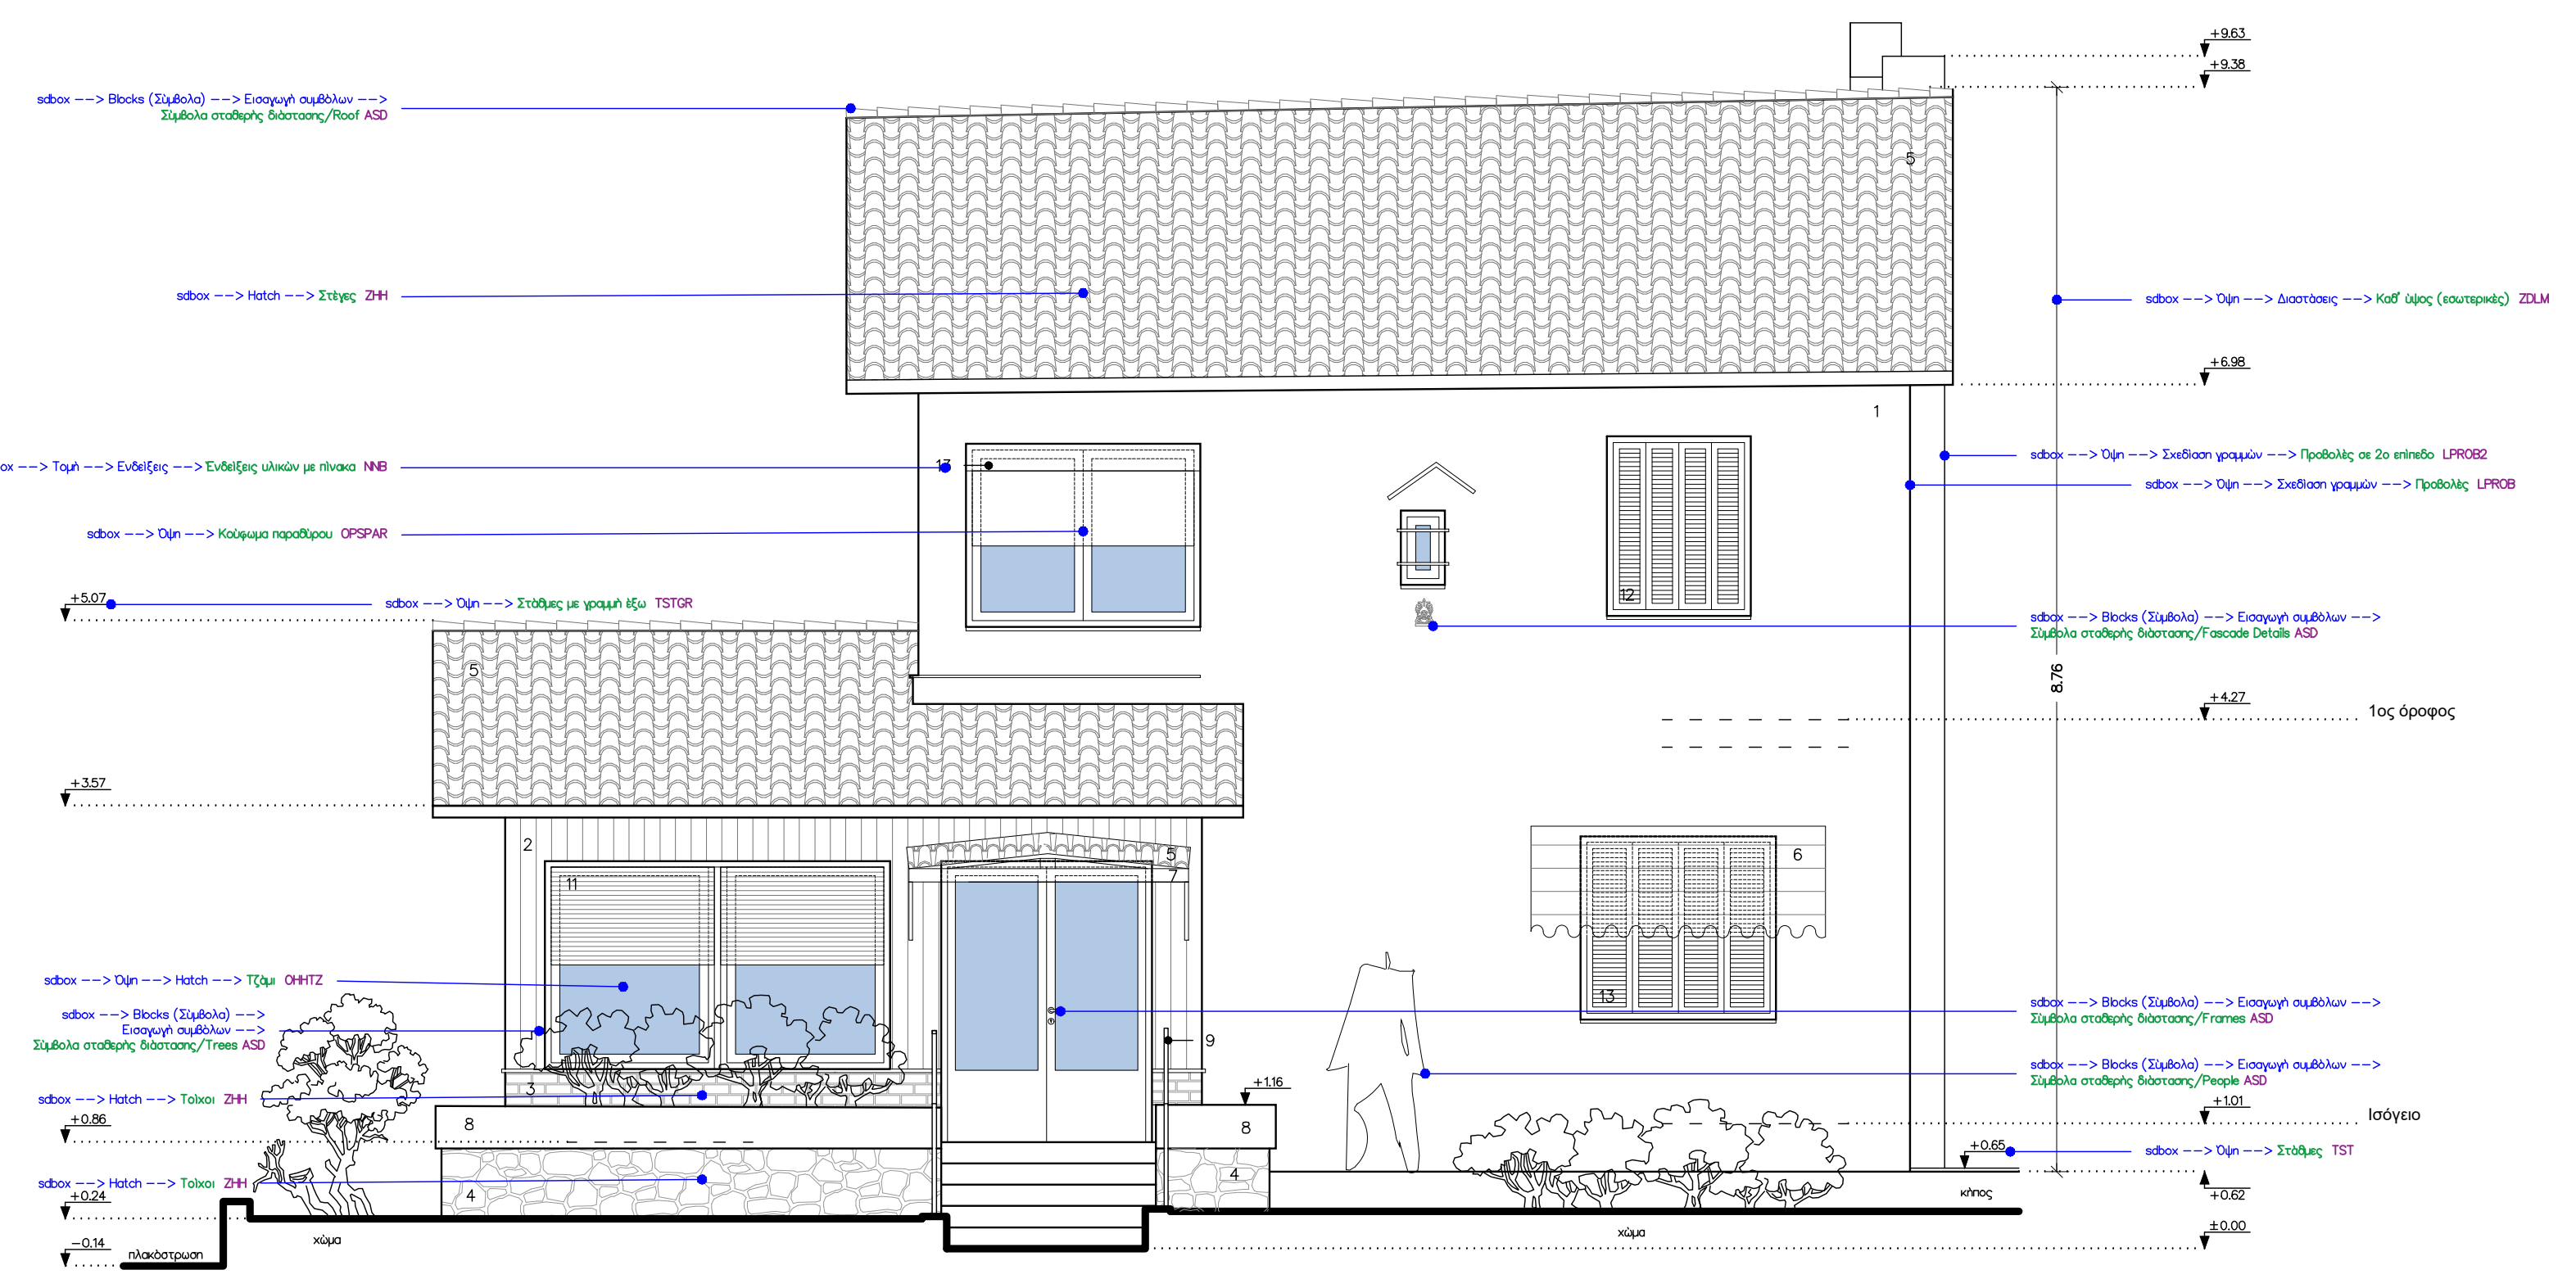 +9.63
+9.38
sdbox --> Blocks (Σύμβολα) --> Εισαγωγή συμβόλων -->
Σύμβολα σταθερής διάστασης/Roof ASD
5
sdbox --> Hatch --> Στέγες ZHH
sdbox --> Όψη --> Διαστάσεις --> Καθ' ύψος (εσωτερικές) ZDLM
+6.98
1
ox --> Τομή --> Ενδείξεις --> Ενδείξεις υλικών με πίνακα NNB
17
sdbox --> Όψη --> Σχεδίαση γραμμών --> Προβολές σε 2ο επίπεδο LPROB2
sdbox --> Όψη --> Σχεδίαση γραμμών --> Προβολές LPROB
sdbox --> Όψη --> Κούφωμα παραθύρου OPSPAR
12
+5.07
sdbox --> Όψη --> Στάθμες με γραμμή έξω TSTGR
sdbox --> Blocks (Σύμβολα) --> Εισαγωγή συμβόλων -->
Σύμβολα σταθερής διάστασης/Fascade Details ASD
5
8.76
+4.27
1ος όροφος
+3.57
2
5
6
7
11
sdbox --> Όψη --> Hatch --> Τζάμι OHHTZ
13
sdbox --> Blocks (Σύμβολα) -->
Εισαγωγή συμβόλων -->
Σύμβολα σταθερής διάστασης/Trees ASD
sdbox --> Blocks (Σύμβολα) --> Εισαγωγή συμβόλων -->
Σύμβολα σταθερής διάστασης/Frames ASD
9
sdbox --> Blocks (Σύμβολα) --> Εισαγωγή συμβόλων -->
Σύμβολα σταθερής διάστασης/People ASD
3
+1.16
sdbox --> Hatch --> Τοίχοι ZHH
+1.01
Ισόγειο
+0.86
8
8
+0.65
sdbox --> Όψη --> Στάθμες TST
4
sdbox --> Hatch --> Τοίχοι ZHH
4
+0.24
κήπος
+0.62
χώμα
χώμα
±0.00
-0.14
πλακόστρωση